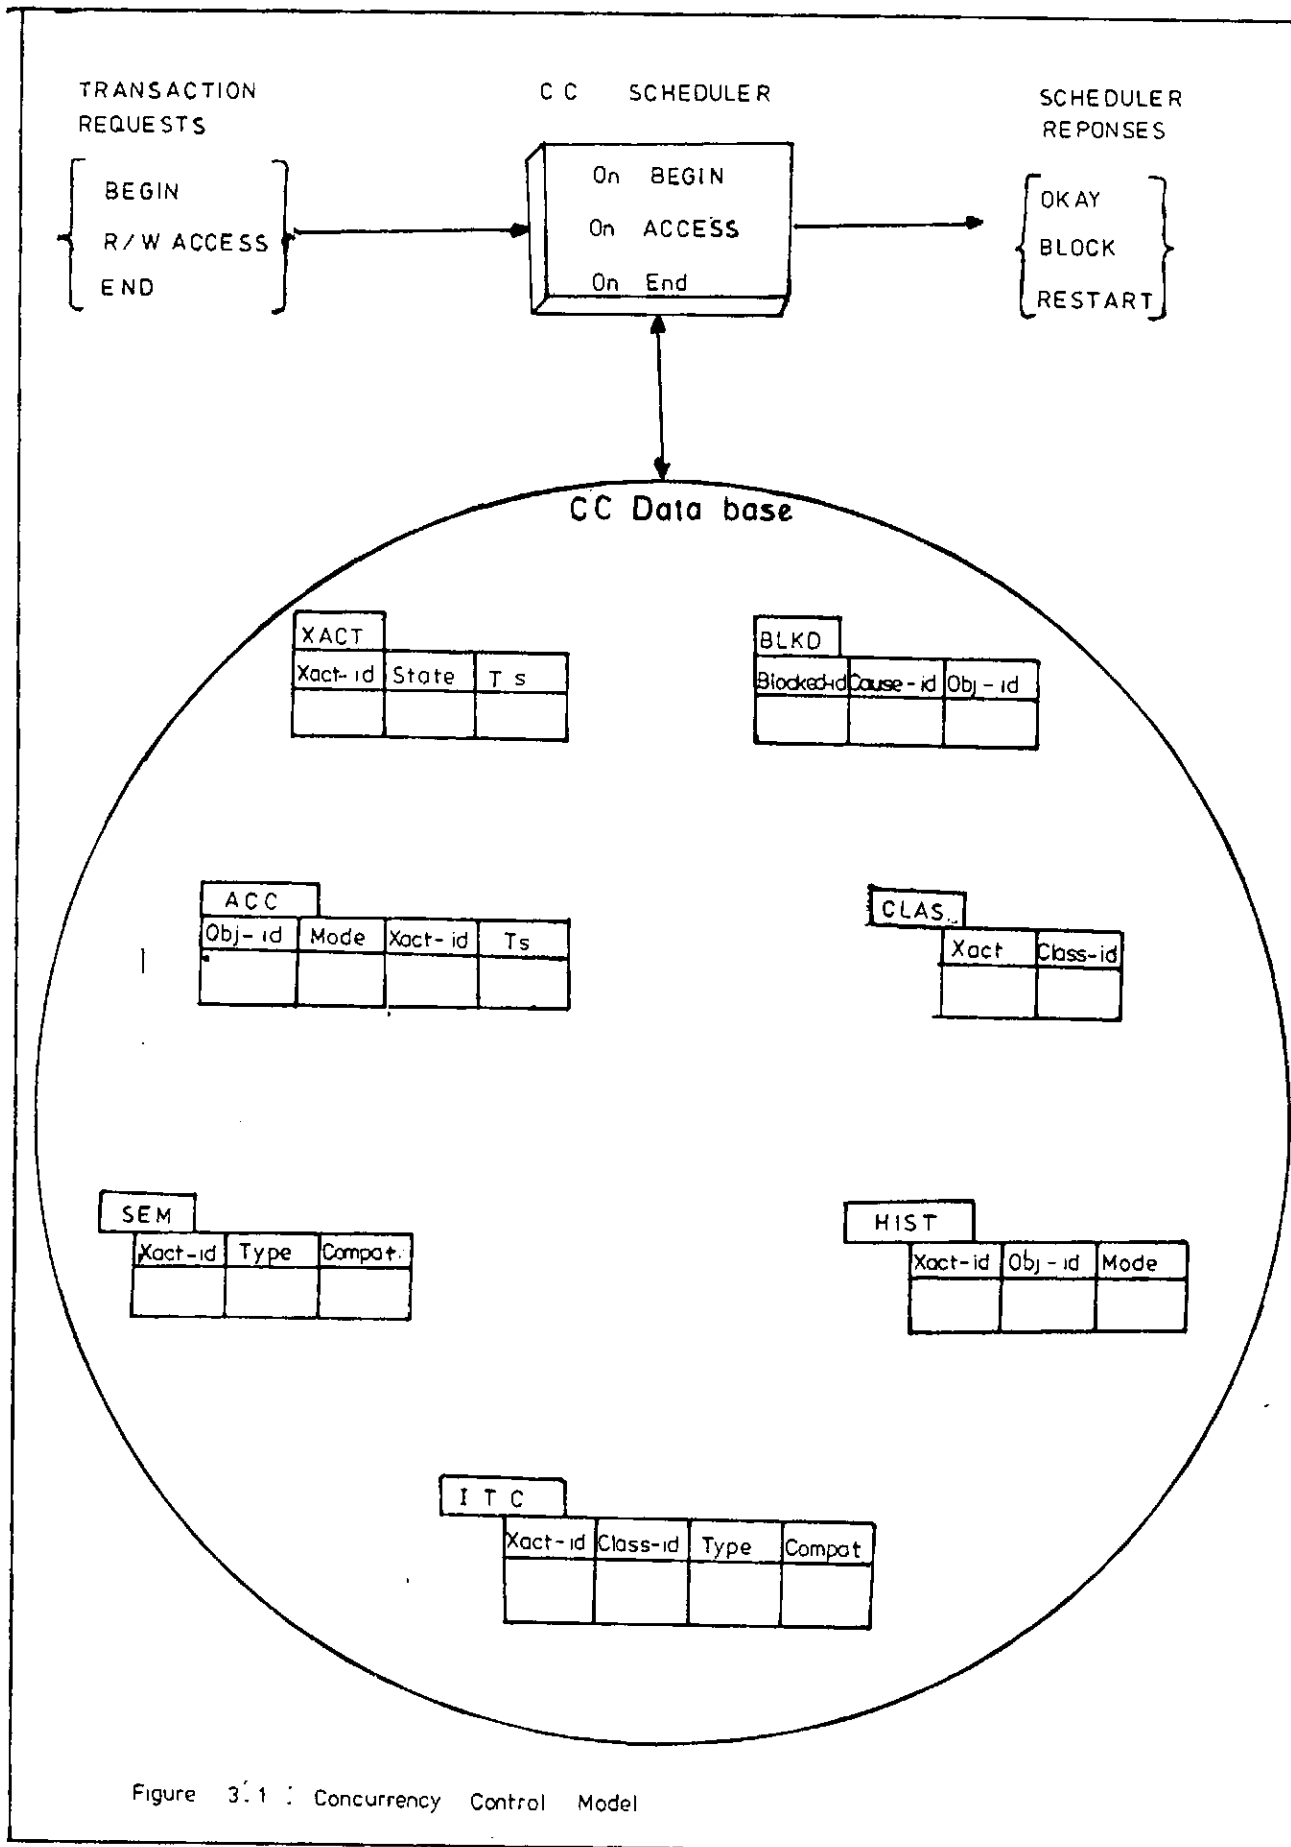 TRANSACTION
REQUESTS
BEGIN
R/W ACCESS
END
CC SCHEDULER
On BEGIN
On ACCESS
On End
SCHEDULER
REPONSES
OKAY
BLOCK
RESTART
CC Data base
XACT
Xact-id State Ts
BLKD
Blocked-id Cause-id Obj-id
ACC
Obj-id Mode Xact-id Ts
CLAS.
Xact Class-id
SEM
Xact-id Type Compat.
HIST
Xact-id Obj-id Mode
ITC
Xact-id Class-id Type Compat
Figure 3.1 : Concurrency Control Model